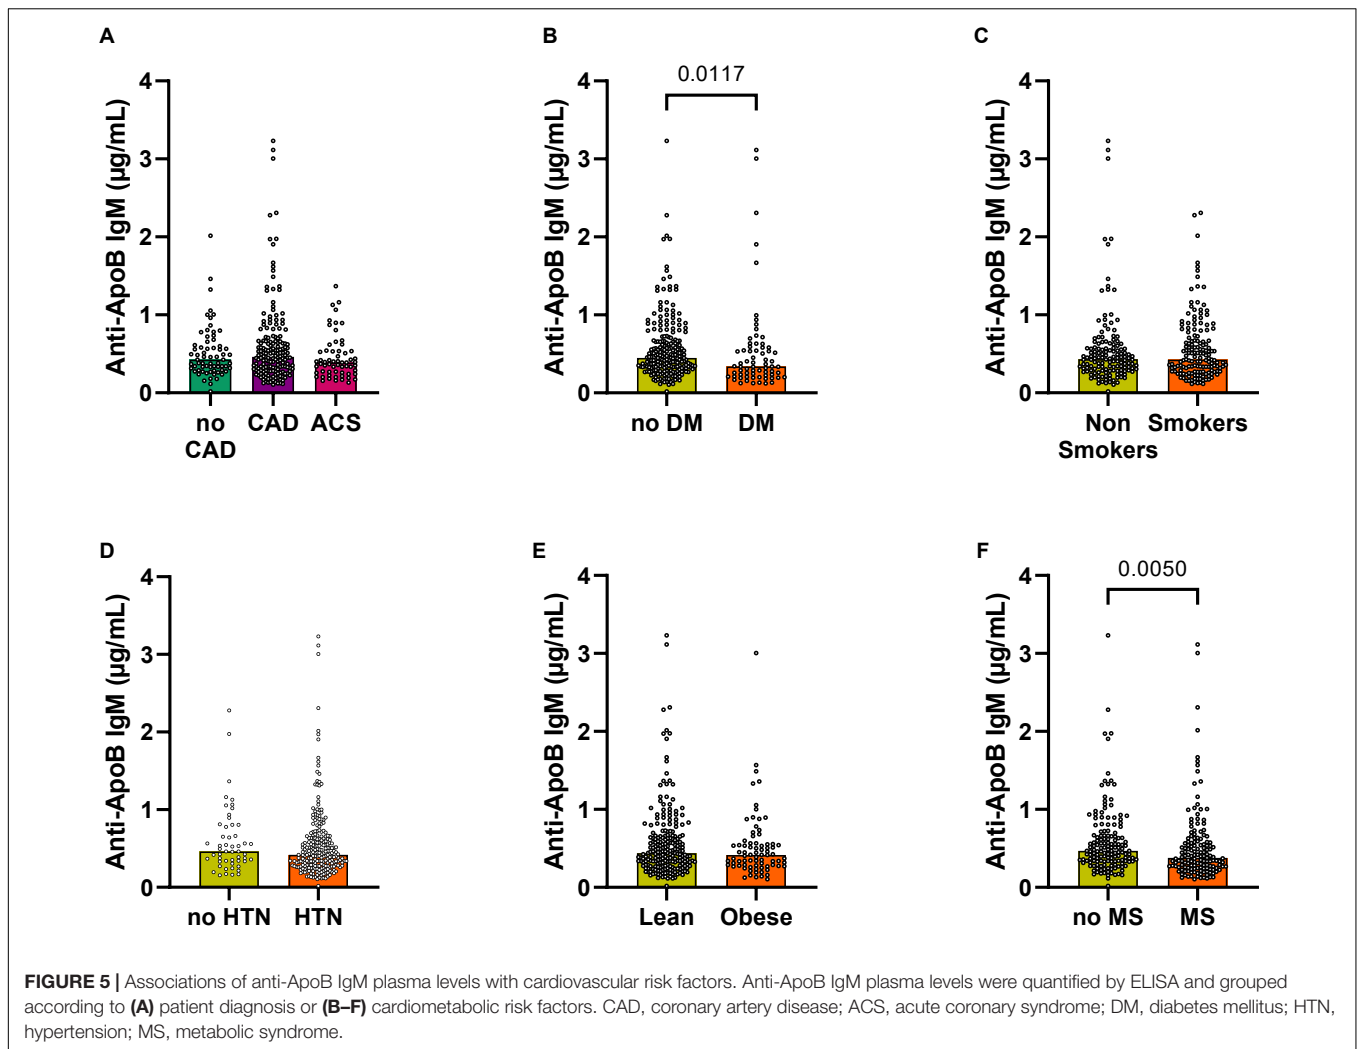 A
Anti-ApoB IgM (µg/mL)
4
3
2
1
0
no
CAD
CAD
ACS
B
0.0117
Anti-ApoB IgM (µg/mL)
4
3
2
1
0
no DM
DM
C
Anti-ApoB IgM (µg/mL)
4
3
2
1
0
Non
Smokers
Smokers
D
Anti-ApoB IgM (µg/mL)
4
3
2
1
0
no HTN
HTN
E
Anti-ApoB IgM (µg/mL)
4
3
2
1
0
Lean
Obese
F
0.0050
Anti-ApoB IgM (µg/mL)
4
3
2
1
0
no MS
MS
FIGURE 5 | Associations of anti-ApoB IgM plasma levels with cardiovascular risk factors. Anti-ApoB IgM plasma levels were quantified by ELISA and grouped
according to (A) patient diagnosis or (B–F) cardiometabolic risk factors. CAD, coronary artery disease; ACS, acute coronary syndrome; DM, diabetes mellitus; HTN,
hypertension; MS, metabolic syndrome.